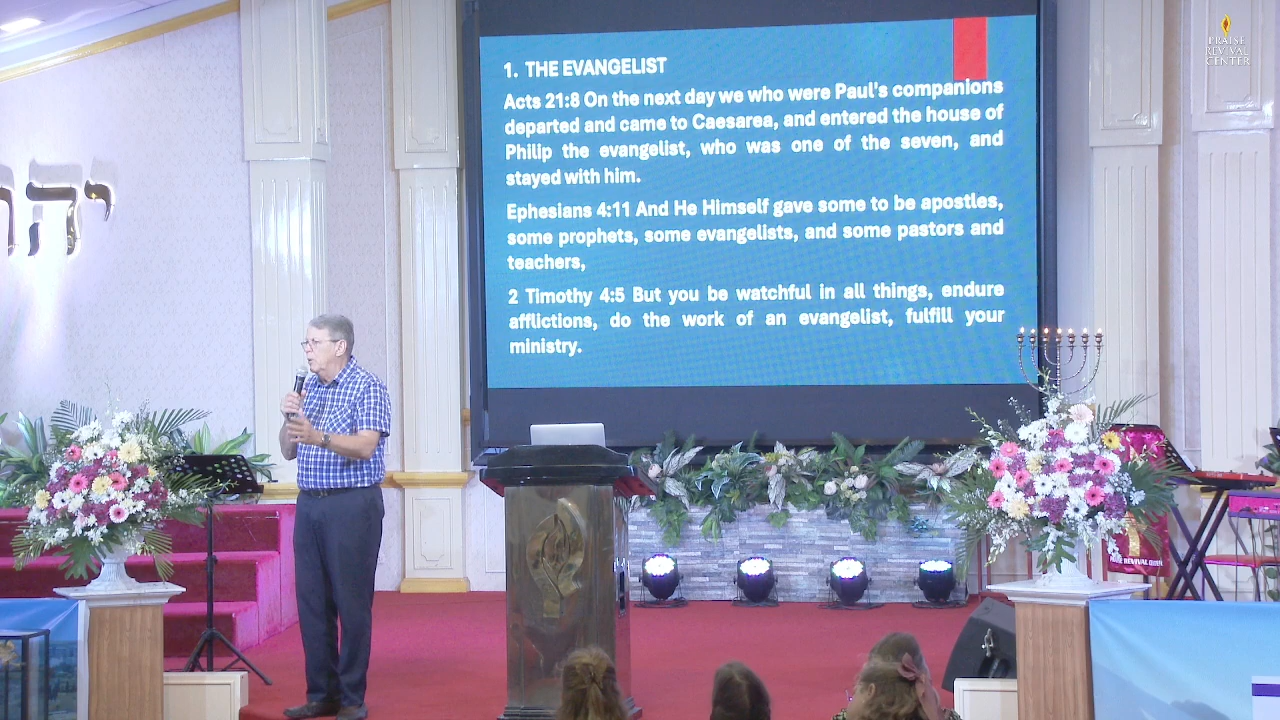 PRAISE
REVIVAL
CENTER
1. THE EVANGELIST
Acts 21:8 On the next day we who were Paul's companions
departed and came to Caesarea, and entered the house of
Philip the evangelist, who was one of the seven, and
stayed with him.
Ephesians 4:11 And He Himself gave some to be apostles,
some prophets, some evangelists, and some pastors and
teachers,
2 Timothy 4:5 But you be watchful in all things, endure
afflictions, do the work of an evangelist, fulfill your
ministry.